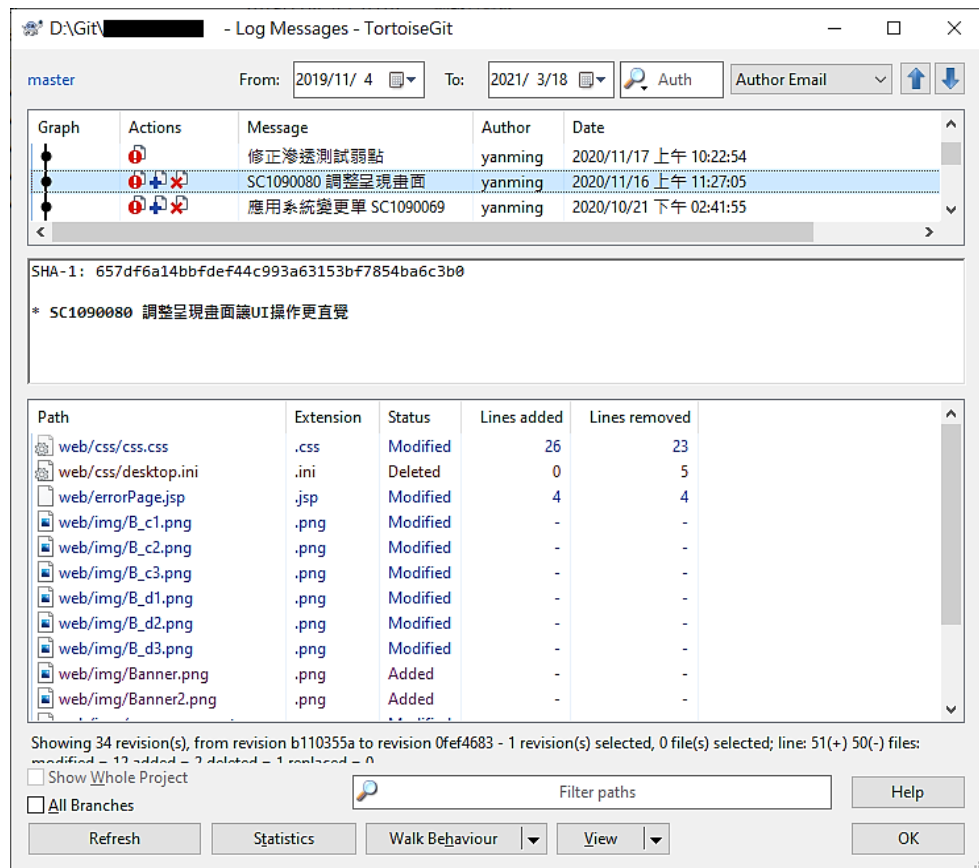 D:\Git\ - Log Messages - TortoiseGit
master From: 2019/11/ 4 To: 2021/ 3/18 Auth Author Email
Graph Actions Message Author Date
修正滲透測試弱點 yanming 2020/11/17 上午 10:22:54
SC1090080 調整呈現畫面 yanming 2020/11/16 上午 11:27:05
應用系統變更單 SC1090069 yanming 2020/10/21 下午 02:41:55
SHA-1: 657df6a14bbfdef44c993a63153bf7854ba6c3b0
* SC1090080 調整呈現畫面讓UI操作更直覺
Path Extension Status Lines added Lines removed
web/css/css.css .css Modified 26 23
web/css/desktop.ini .ini Deleted 0 5
web/errorPage.jsp .jsp Modified 4 4
web/img/B_c1.png .png Modified - -
web/img/B_c2.png .png Modified - -
web/img/B_c3.png .png Modified - -
web/img/B_d1.png .png Modified - -
web/img/B_d2.png .png Modified - -
web/img/B_d3.png .png Modified - -
web/img/Banner.png .png Added - -
web/img/Banner2.png .png Added - -
Showing 34 revision(s), from revision b110355a to revision 0fef4683 - 1 revision(s) selected, 0 file(s) selected; line: 51(+) 50(-) files:
modified = 12 added = 2 deleted = 1 replaced = 0
Show Whole Project
Filter paths Help
All Branches
Refresh Statistics Walk Behaviour View OK